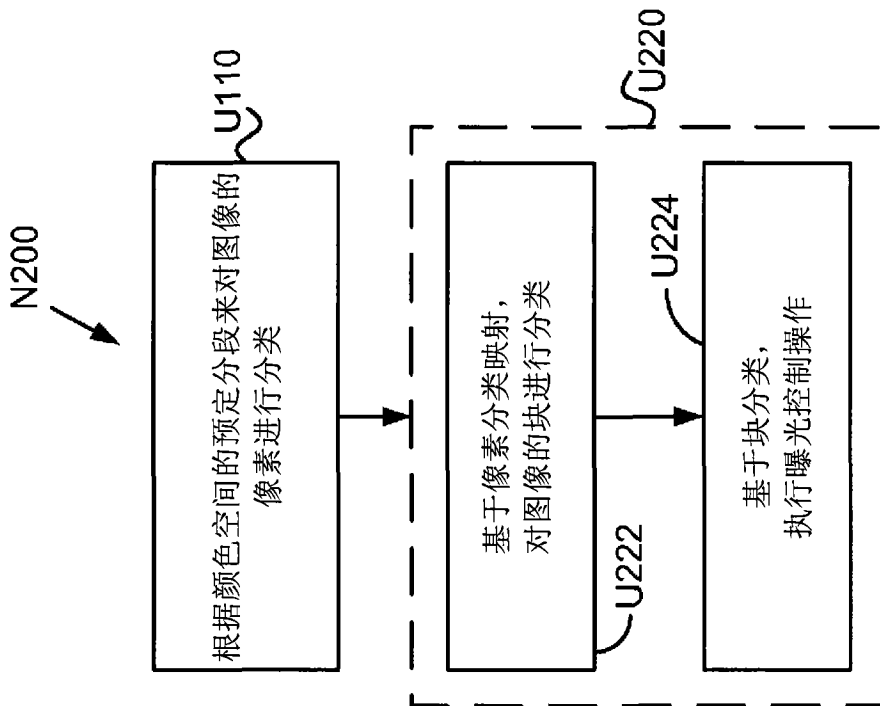 N200
U110
根据颜色空间的预定分段来对图像的
像素进行分类
U220
基于像素分类映射，
对图像的块进行分类
U222
U224
基于块分类，
执行曝光控制操作